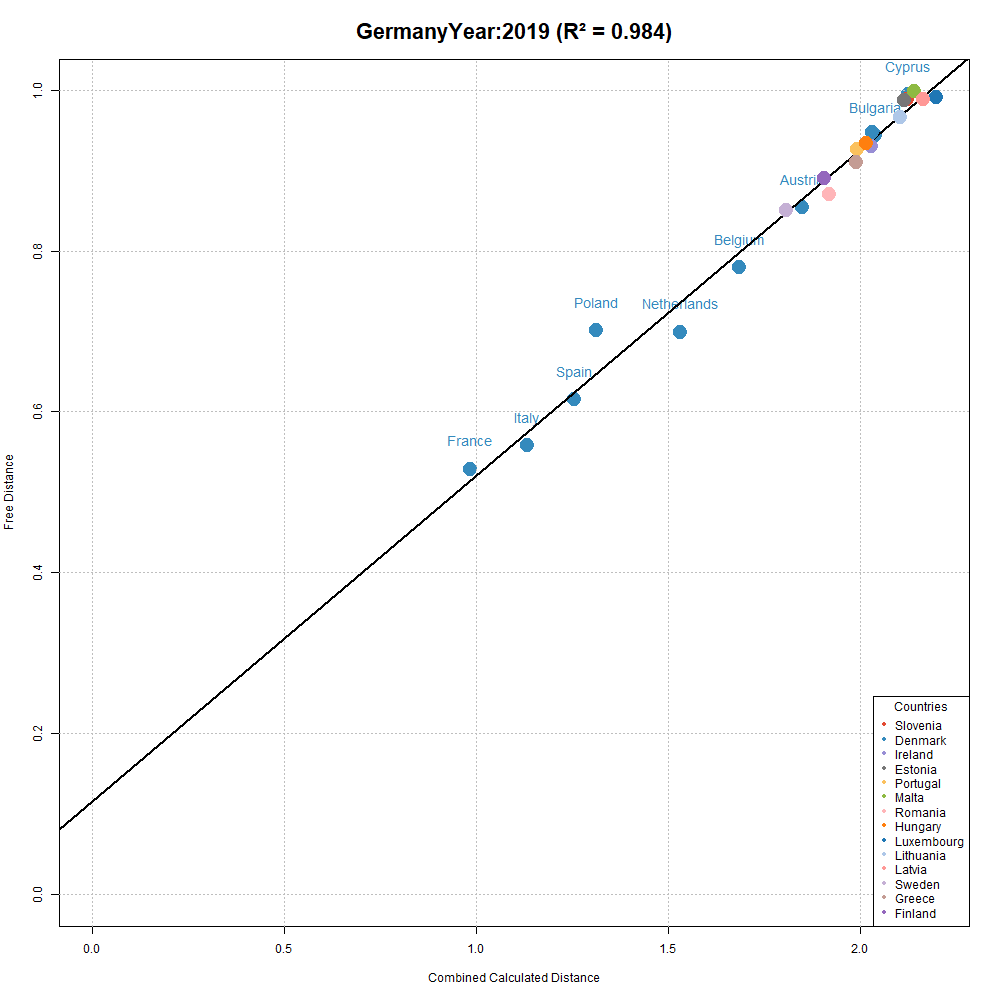 GermanyYear:2019 (R² = 0.984)
Cyprus
Bulgaria
Austria
Belgium
Poland
Netherlands
Spain
Italy
France
Free Distance
1.0
0.8
0.6
0.4
0.2
0.0
Countries
Slovenia
Denmark
Ireland
Estonia
Portugal
Malta
Romania
Hungary
Luxembourg
Lithuania
Latvia
Sweden
Greece
Finland
0.0 0.5 1.0 1.5 2.0
Combined Calculated Distance